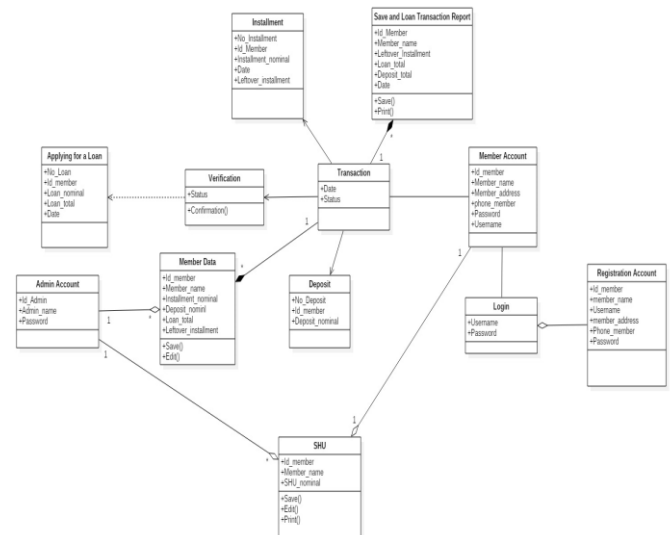 Installment
+No_Installment
+Id_Member
+Installment_nominal
+Date
+Leftover_installment
Save and Loan Transaction Report
+Id_Member
+Member_name
+Leftover_Installment
+Loan_total
+Deposit_total
+Date
+Save()
+Print()
*
1
Applying for a Loan
+No_Loan
+Id_member
+Loan_nominal
+Loan_total
+Date
Verification
+Status
+Confirmation()
Transaction
+Date
+Status
1
Member Account
+Id_member
+Member_name
+Member_address
+phone_member
+Password
+Username
1
Admin Account
+Id_Admin
+Admin_name
+Password
1
1
Member Data
+Id_member
+Member_name
+Installment_nominal
+Deposit_nominl
+Loan_total
+Leftover_installment
+Save()
+Edit()
*
*
Deposit
+No_Deposit
+Id_member
+Deposit_nominal
Login
+Username
+Password
Registration Account
+Id_member
+member_name
+Username
+member_address
+Phone_member
+Password
SHU
+Id_member
+Member_name
+SHU_nominal
+Save()
+Edit()
+Print()
*
1